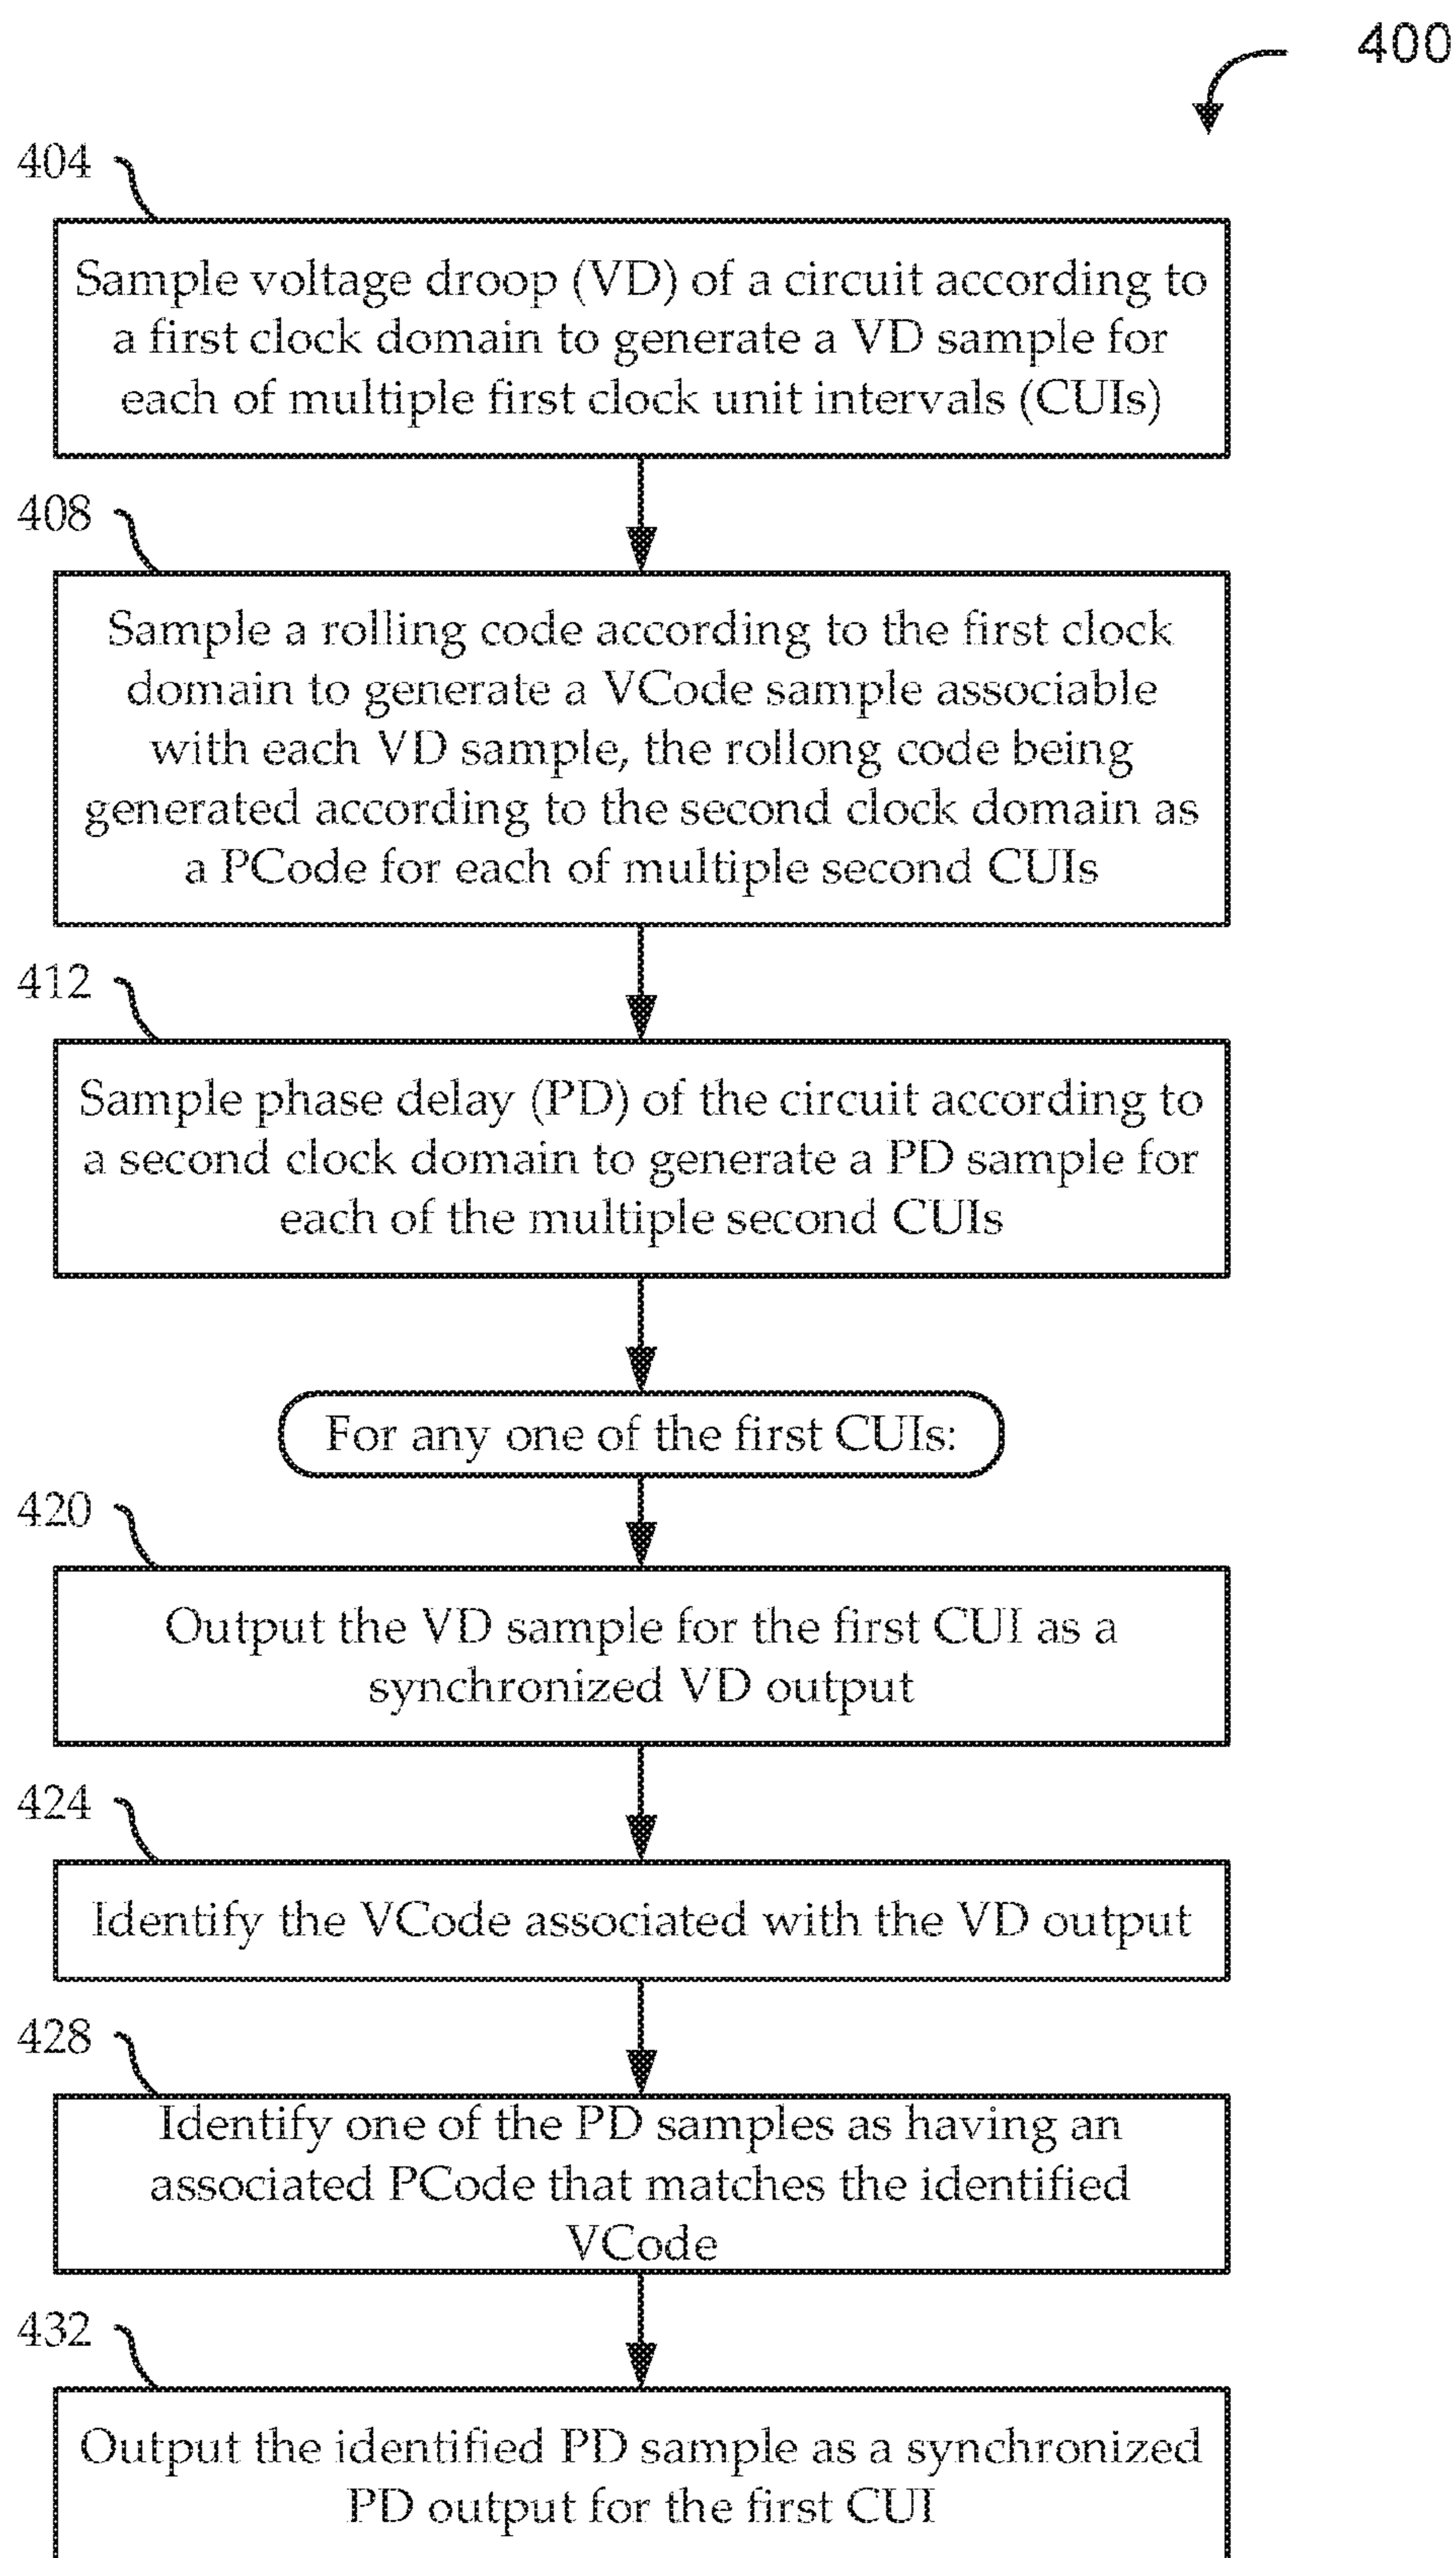 400
404
Sample voltage droop (VD) of a circuit according to
a first clock domain to generate a VD sample for
each of multiple first clock unit intervals (CUIs)
408
Sample a rolling code according to the first clock
domain to generate a VCode sample associable
with each VD sample, the rollong code being
generated according to the second clock domain as
a PCode for each of multiple second CUIs
412
Sample phase delay (PD) of the circuit according to
a second clock domain to generate a PD sample for
each of the multiple second CUIs
For any one of the first CUIs:
420
Output the VD sample for the first CUI as a
synchronized VD output
424
Identify the VCode associated with the VD output
428
Identify one of the PD samples as having an
associated PCode that matches the identified
VCode
432
Output the identified PD sample as a synchronized
PD output for the first CUI